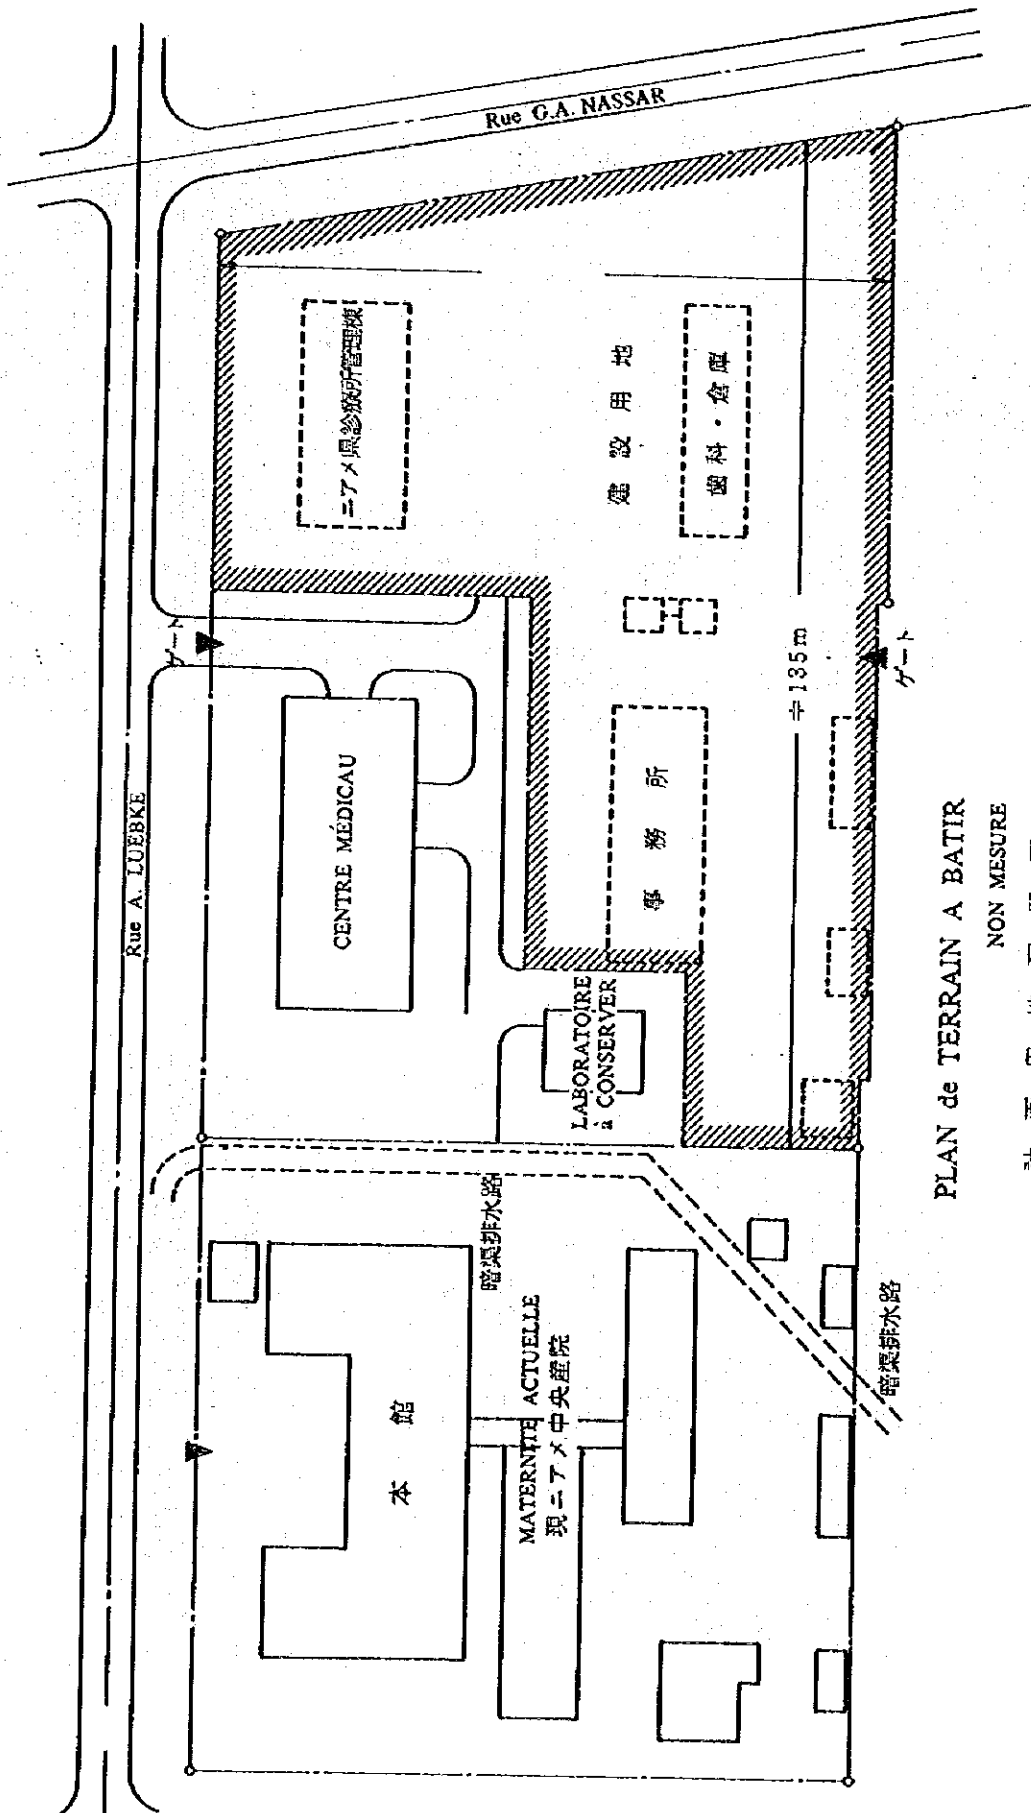 Rue G.A. NASSAR
Rue A. LUEBKE
ニアメ県診療所管理棟
建設用地
歯科・倉庫
ゲート
CENTRE MÉDICAU
事務所
≑135m
ゲート
LABORATOIRE
à CONSERVER
暗渠排水路
本館
MATERNITE ACTUELLE
現ニアメ中央産院
暗渠排水路
PLAN de TERRAIN A BATIR
NON MESURE